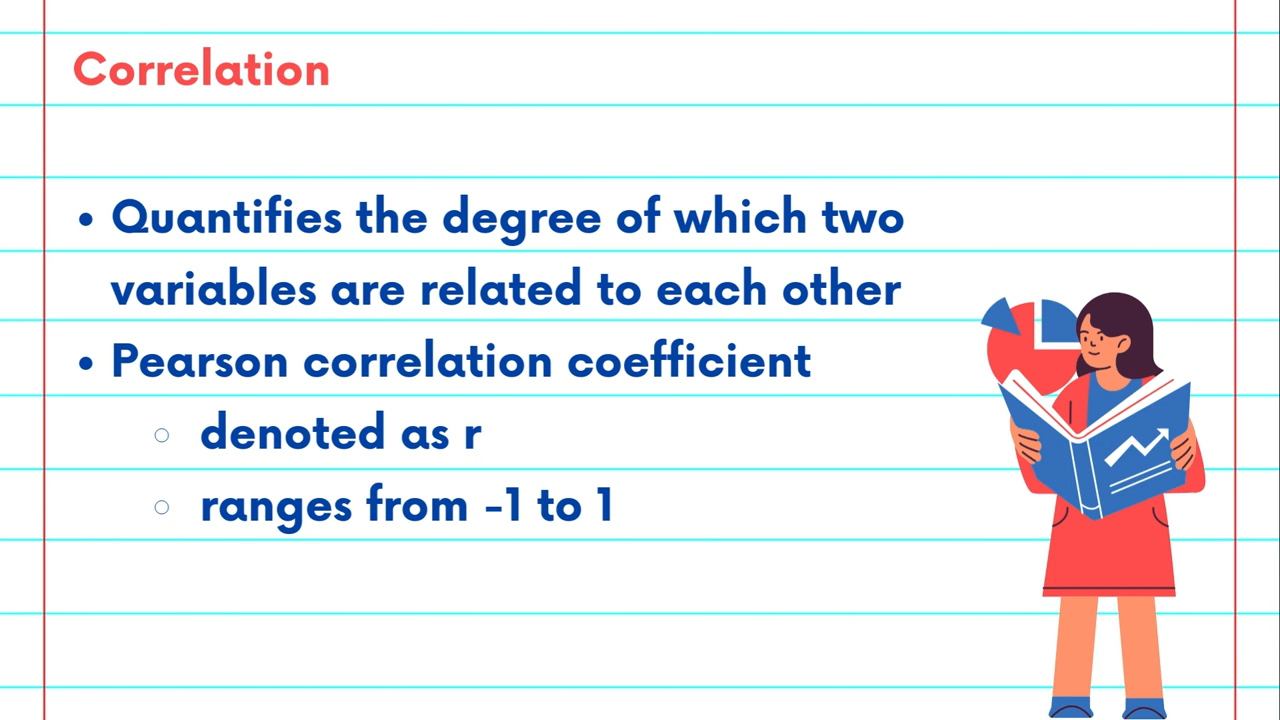 Correlation
• Quantifies the degree of which two
variables are related to each other
• Pearson correlation coefficient
○ denoted as r
○ ranges from -1 to 1